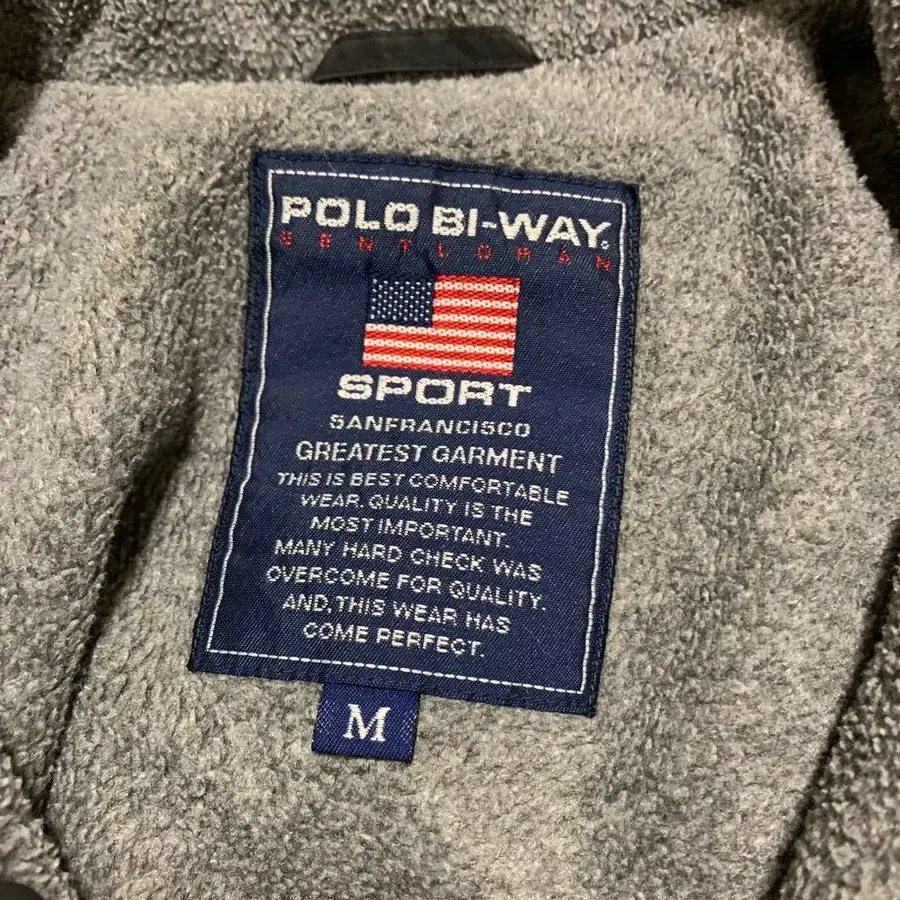 POLO BI-WAY
SENTLORAN
SPORT
SANFRANCISCO
GREATEST GARMENT
THIS IS BEST COMFORTABLE
WEAR. QUALITY IS THE
MOST IMPORTANT.
MANY HARD CHECK WAS
OVERCOME FOR QUALITY.
AND, THIS WEAR HAS
COME PERFECT.
M